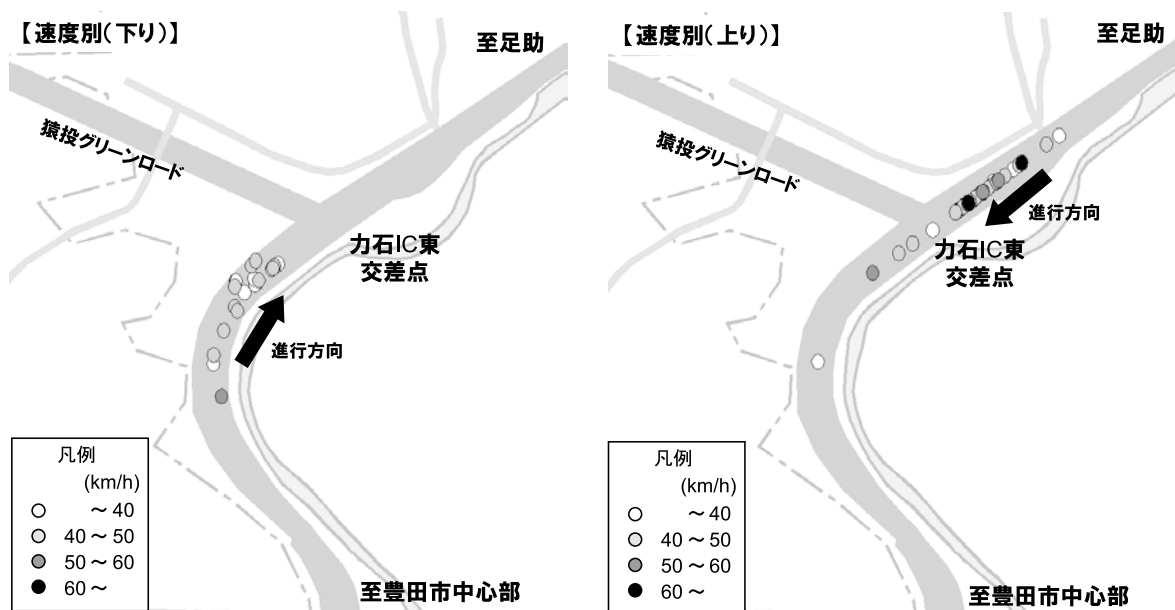 【速度別（下り）】
至足助
猿投グリーンロード
力石IC東
交差点
進行方向
凡例
(km/h)
～40
40～50
50～60
60～
至豊田市中心部
【速度別（上り）】
至足助
猿投グリーンロード
進行方向
力石IC東
交差点
凡例
(km/h)
～40
40～50
50～60
60～
至豊田市中心部